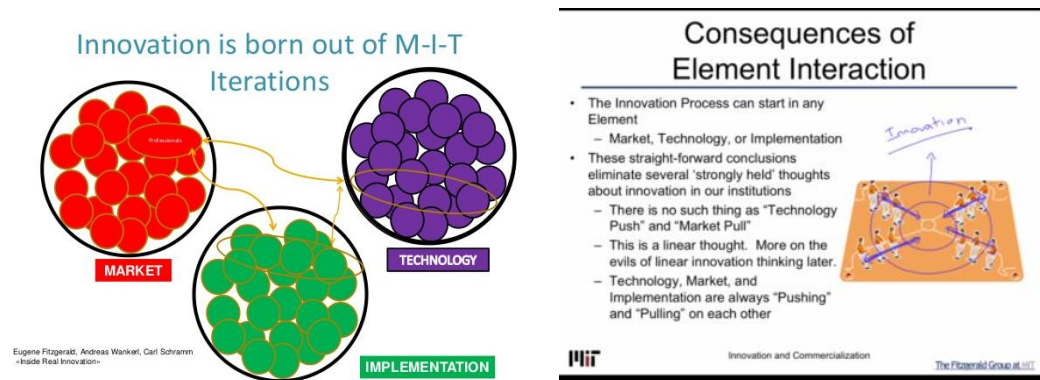 Innovation is born out of M-I-T
Iterations
Professionals
MARKET
TECHNOLOGY
IMPLEMENTATION
Eugene Fitzgerald, Andreas Wankerl, Carl Schramm
«Inside Real Innovation»
Consequences of
Element Interaction
• The Innovation Process can start in any
Element
– Market, Technology, or Implementation
• These straight-forward conclusions
eliminate several ‘strongly held’ thoughts
about innovation in our institutions
– There is no such thing as “Technology
Push” and “Market Pull”
– This is a linear thought. More on the
evils of linear innovation thinking later.
– Technology, Market, and
Implementation are always “Pushing”
and “Pulling” on each other
Innovation
MiT
Innovation and Commercialization
The Fitzgerald Group at MIT